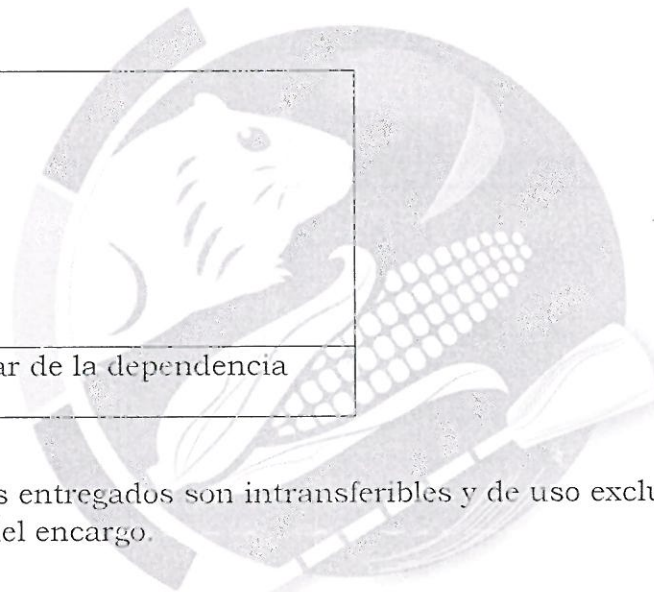 ar de la dependencia
s entregados son intransferibles y de uso exclu
el encargo.